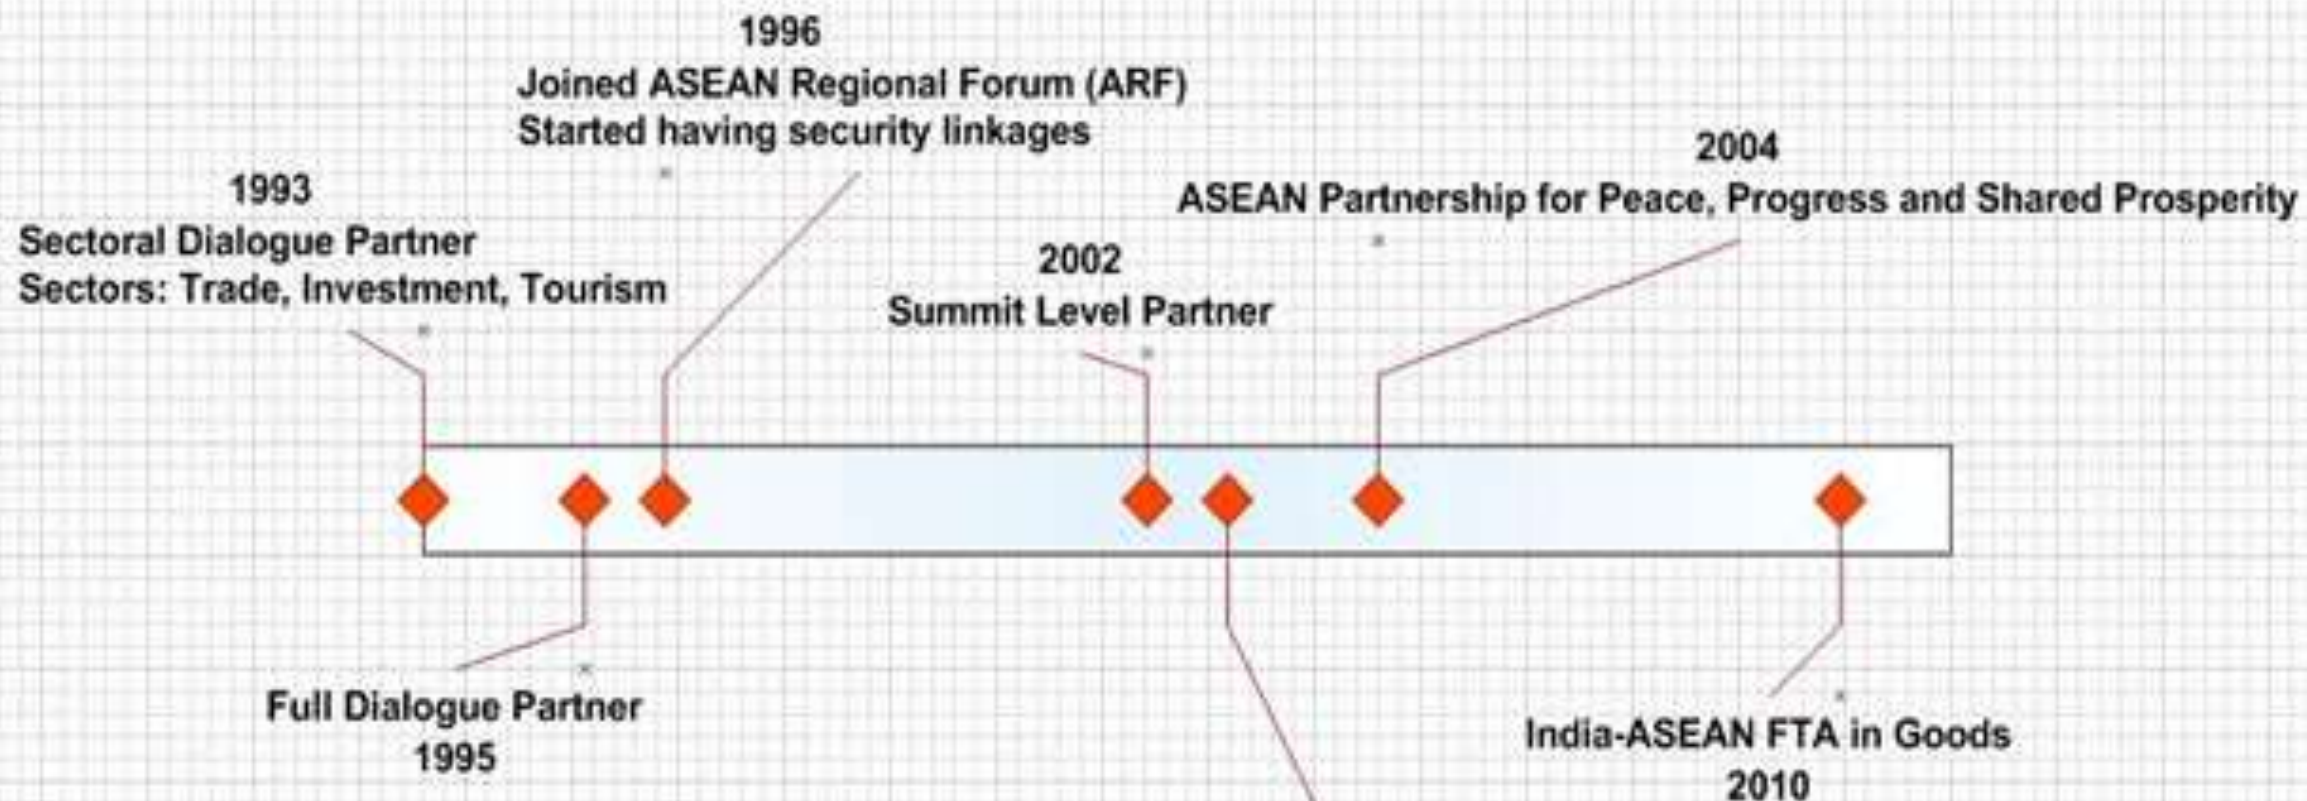 1996
Joined ASEAN Regional Forum (ARF)
Started having security linkages
2004
ASEAN Partnership for Peace, Progress and Shared Prosperity
1993
Sectoral Dialogue Partner
Sectors: Trade, Investment, Tourism
2002
Summit Level Partner
Full Dialogue Partner
1995
India-ASEAN FTA in Goods
2010